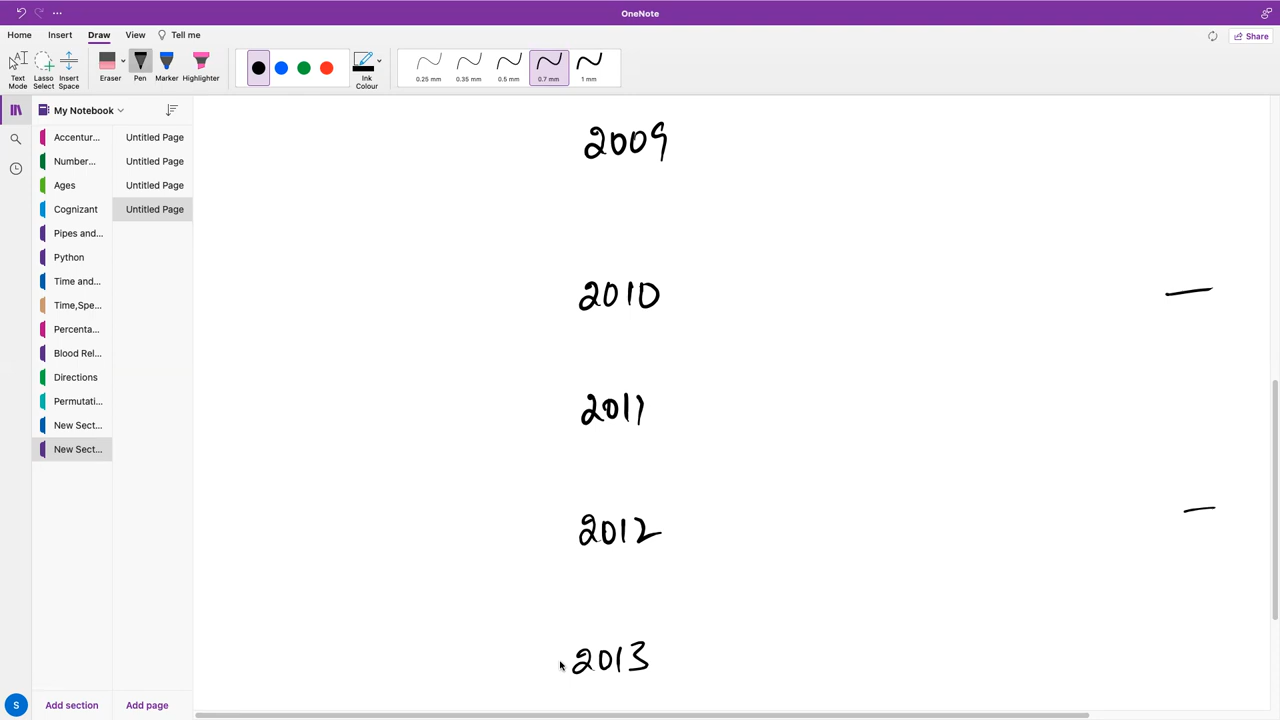 OneNote
Home Insert Draw View Tell me
Share
Text Mode
Lasso Select
Insert Space
Eraser
Pen
Marker
Highlighter
Ink Colour
0.25 mm
0.35 mm
0.5 mm
0.7 mm
1 mm
My Notebook
Accentur...
Number...
Ages
Cognizant
Pipes and...
Python
Time and...
Time,Spe...
Percenta...
Blood Rel...
Directions
Permutati...
New Sect...
New Sect...
Untitled Page
Untitled Page
Untitled Page
Untitled Page
2009
2010
2011
2012
2013
S
Add section
Add page